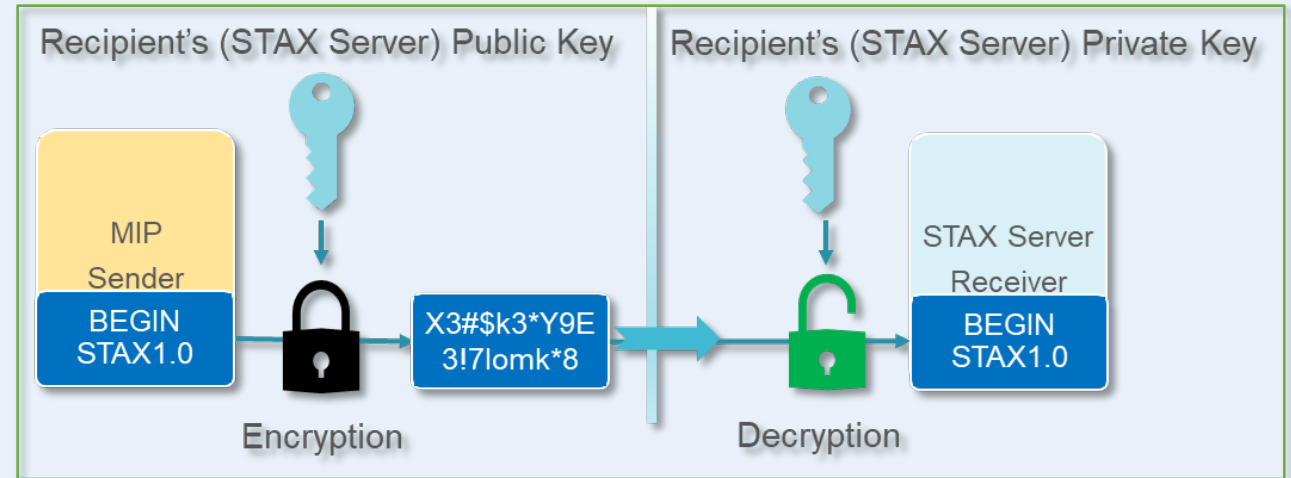 Recipient's (STAX Server) Public Key
Recipient's (STAX Server) Private Key
MIP
Sender
BEGIN
STAX1.0
X3#$k3*Y9E
3!7lomk*8
STAX Server
Receiver
BEGIN
STAX1.0
Encryption
Decryption